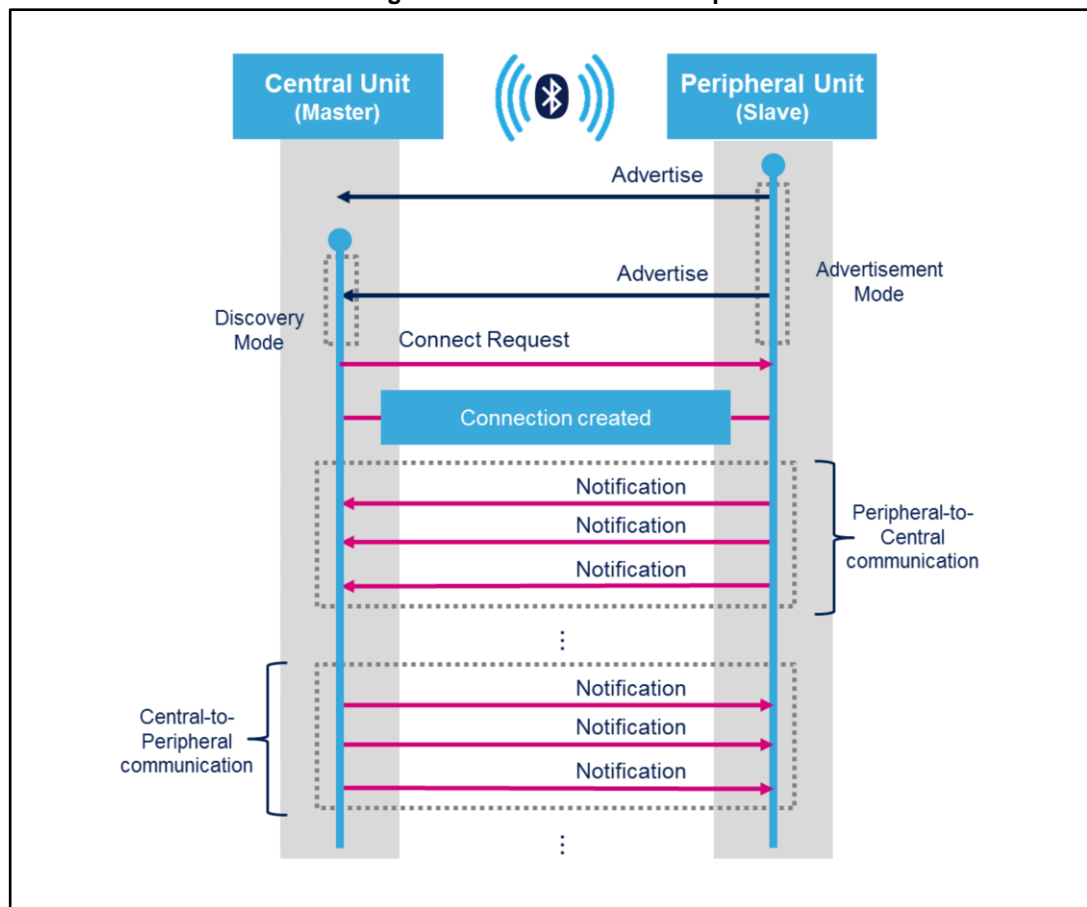 Central Unit
(Master)
Peripheral Unit
(Slave)
Advertise
Advertise
Advertisement
Mode
Discovery
Mode
Connect Request
Connection created
Notification
Notification
Notification
Peripheral-to-
Central
communication
⋮
Notification
Notification
Notification
Central-to-
Peripheral
communication
⋮